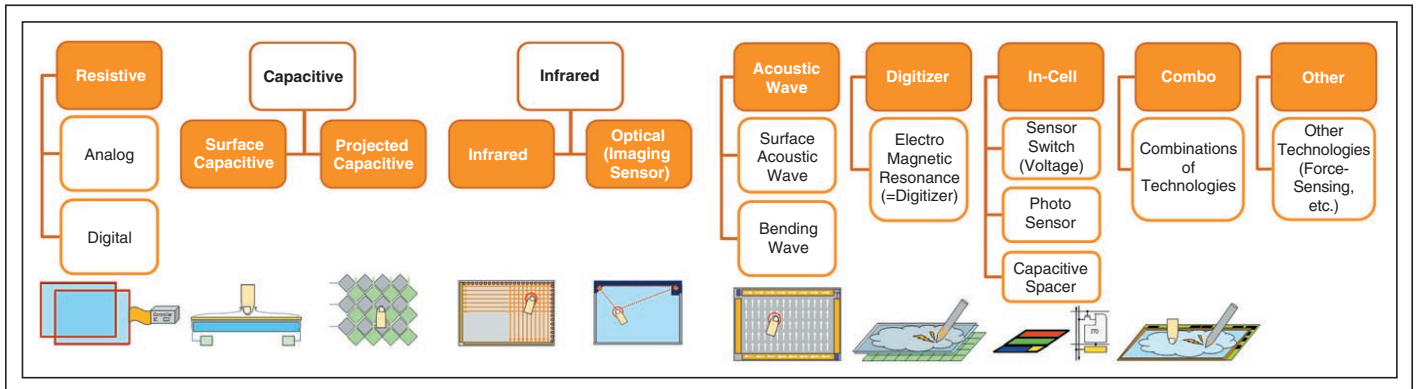 Resistive
Analog
Digital
Capacitive
Surface
Capacitive
Projected
Capacitive
Infrared
Infrared
Optical
(Imaging
Sensor)
Acoustic
Wave
Surface
Acoustic
Wave
Bending
Wave
Digitizer
Electro
Magnetic
Resonance
(=Digitizer)
In-Cell
Sensor
Switch
(Voltage)
Photo
Sensor
Capacitive
Spacer
Combo
Combinations
of
Technologies
Other
Other
Technologies
(Force-
Sensing,
etc.)
Controller
ITO